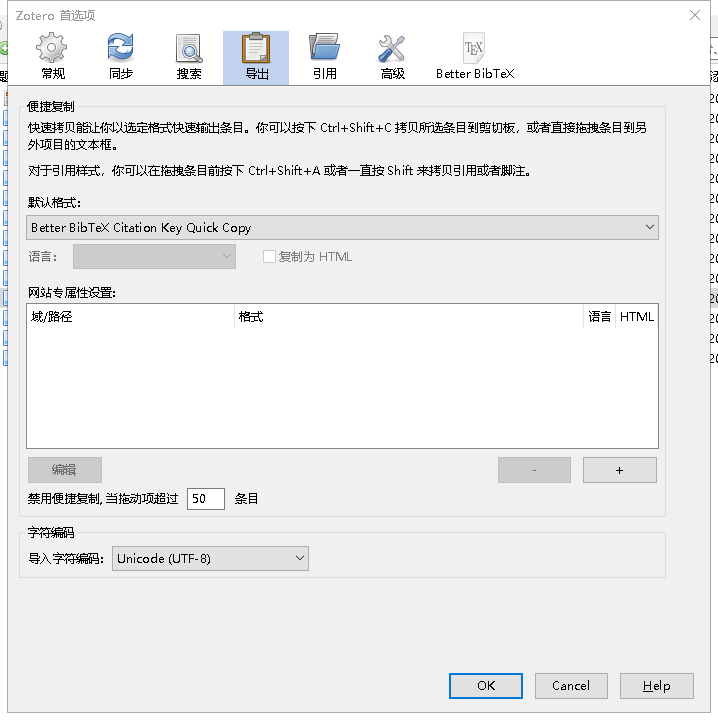 Zotero 首选项
常规
同步
搜索
导出
引用
高级
Better BibTeX
便捷复制
快速拷贝能让你以选定格式快速输出条目。你可以按下 Ctrl+Shift+C 拷贝所选条目到剪切板，或者直接拖拽条目到另
外项目的文本框。
对于引用样式，你可以在拖拽条目前按下 Ctrl+Shift+A 或者一直按 Shift 来拷贝引用或者脚注。
默认格式：
Better BibTeX Citation Key Quick Copy
语言：
复制为 HTML
网站专属性设置:
域/路径 格式 语言 HTML
编辑 - +
禁用便捷复制, 当拖动项超过 50 条目
字符编码
导入字符编码： Unicode (UTF-8)
OK Cancel Help